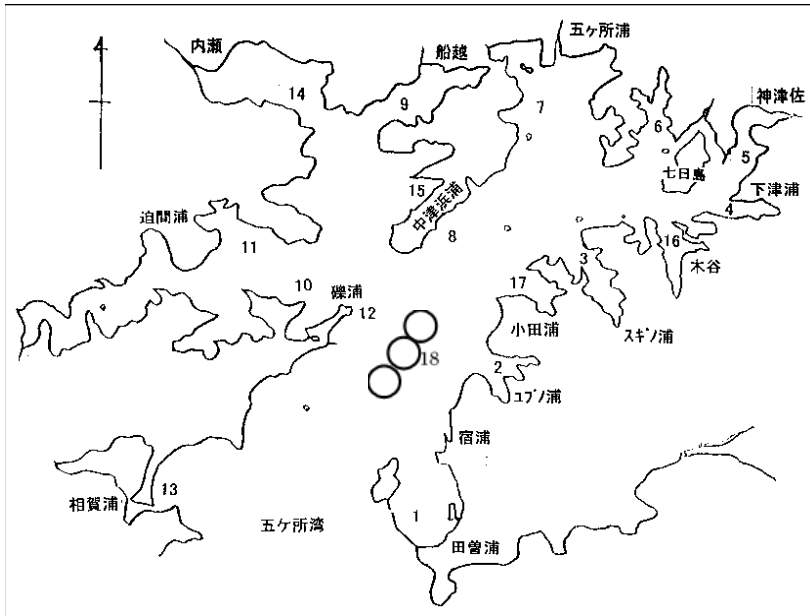 五ヶ所浦
内瀬
船越
神津佐
14
9
7
6
5
七日島
下津浦
15
中津浜浦
4
迫間浦
8
16
11
3
木谷
17
10
礫浦
12
小田浦
スギノ浦
18
2
ユブノ浦
宿浦
13
相賀浦
1
五ケ所湾
田曽浦